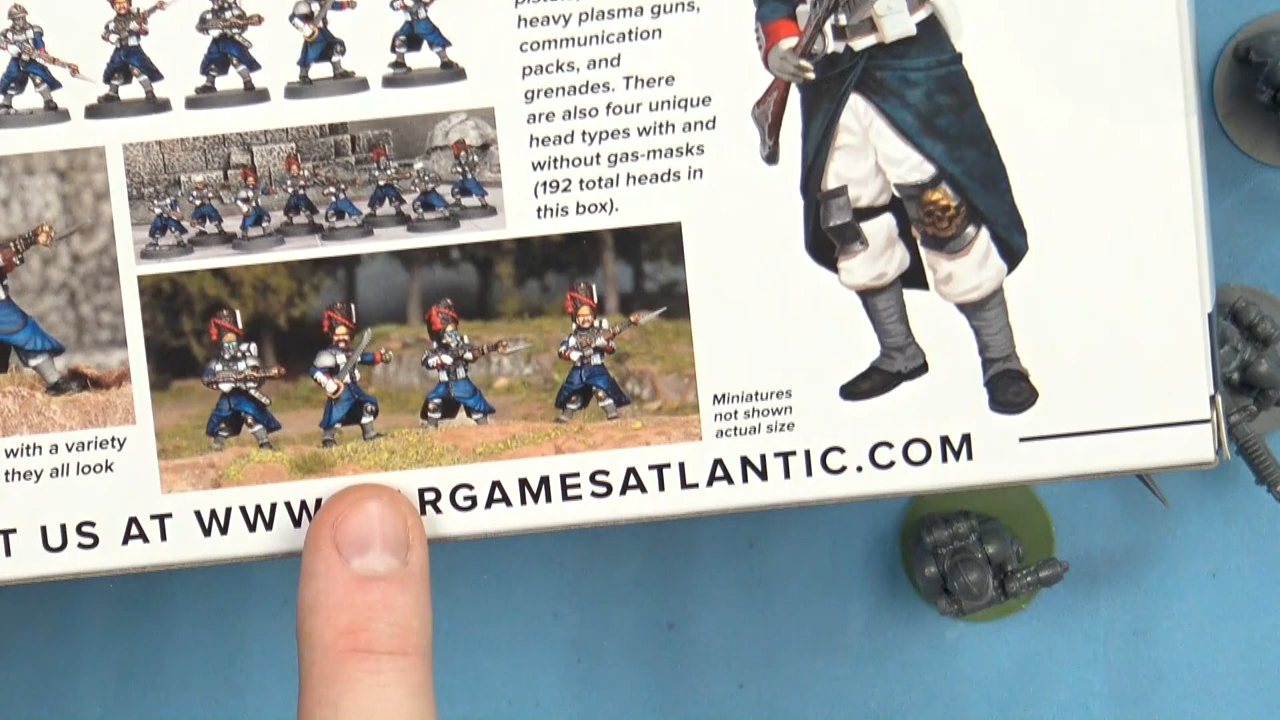 heavy plasma guns,
communication
packs, and
grenades. There
are also four unique
head types with and
without gas-masks
(192 total heads in
this box).
with a variety
they all look
Miniatures
not shown
actual size
T US AT WWW ARGAMESATLANTIC.COM